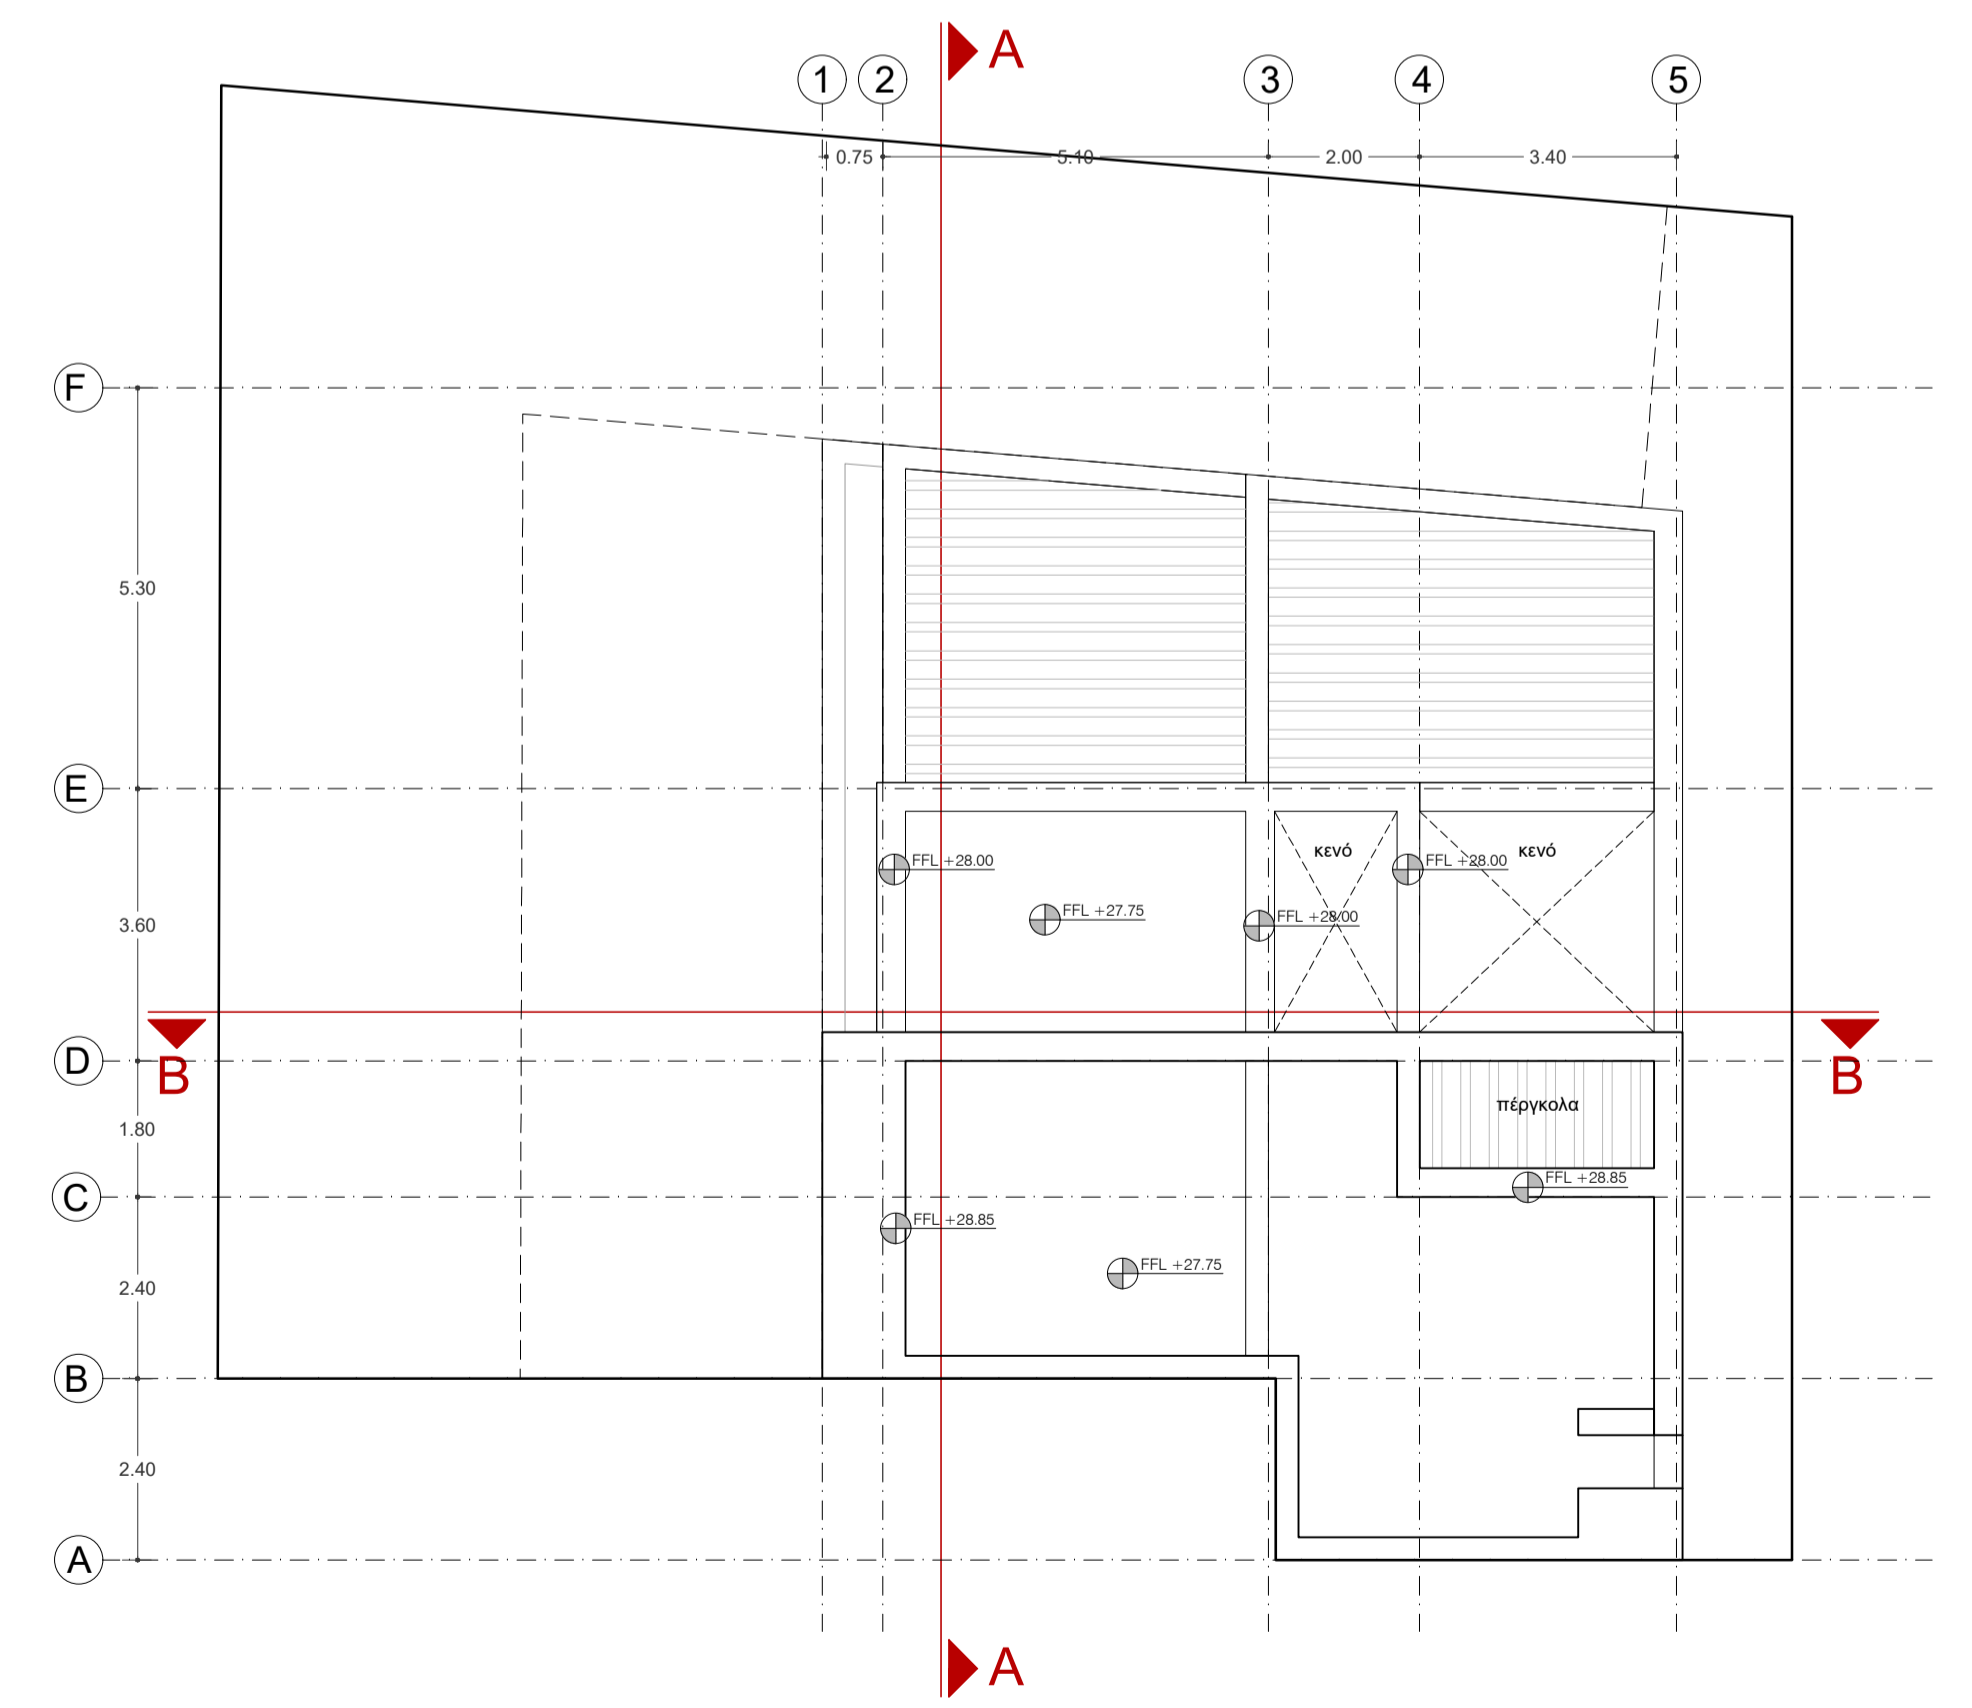 A
1 2 3 4 5
0.75 5.10 2.00 3.40
F
5.30
E
κενό κενό
FFL +28.00 FFL +28.00
FFL +27.75 FFL +28.00
3.60
D
B B
πέργκολα
1.80
FFL +28.85
C
FFL +28.85
FFL +27.75
2.40
B
2.40
A
A